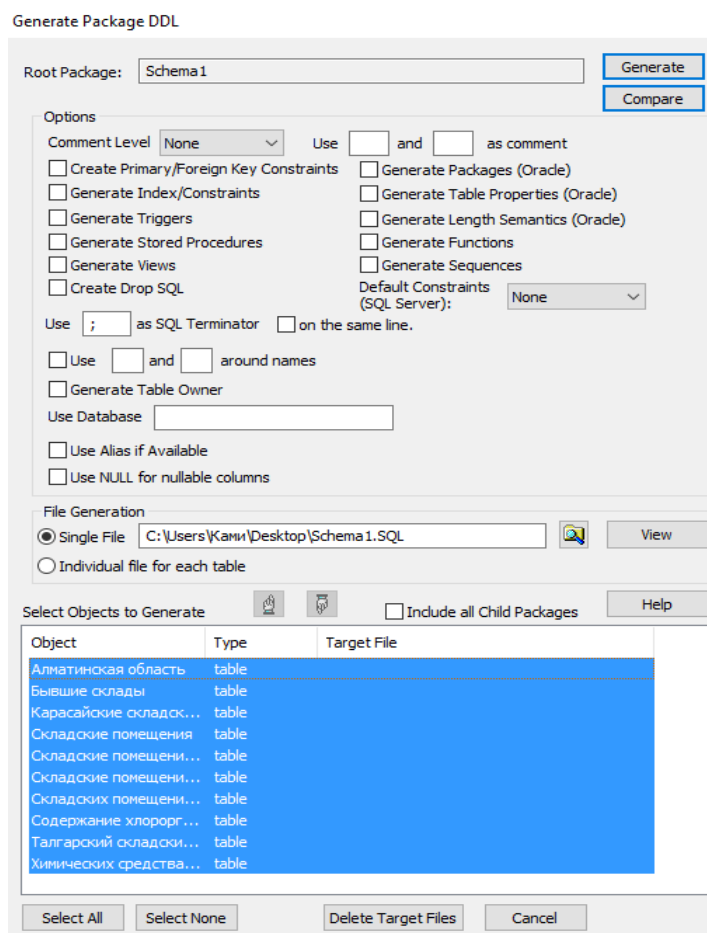 Generate Package DDL
Root Package: Schema1 Generate
Compare
Options
Comment Level None Use and as comment
Create Primary/Foreign Key Constraints Generate Packages (Oracle)
Generate Index/Constraints Generate Table Properties (Oracle)
Generate Triggers Generate Length Semantics (Oracle)
Generate Stored Procedures Generate Functions
Generate Views Generate Sequences
Create Drop SQL Default Constraints (SQL Server): None
Use ; as SQL Terminator on the same line.
Use and around names
Generate Table Owner
Use Database
Use Alias if Available
Use NULL for nullable columns
File Generation
Single File C:\Users\Ками\Desktop\Schema1.SQL View
Individual file for each table
Select Objects to Generate Include all Child Packages Help
Object Type Target File
Алматинская область table
Бывшие склады table
Карасайские складск... table
Складские помещения table
Складские помещени... table
Складские помещени... table
Складских помещени... table
Содержание хлорорг... table
Талгарский складски... table
Химических средства... table
Select All Select None Delete Target Files Cancel